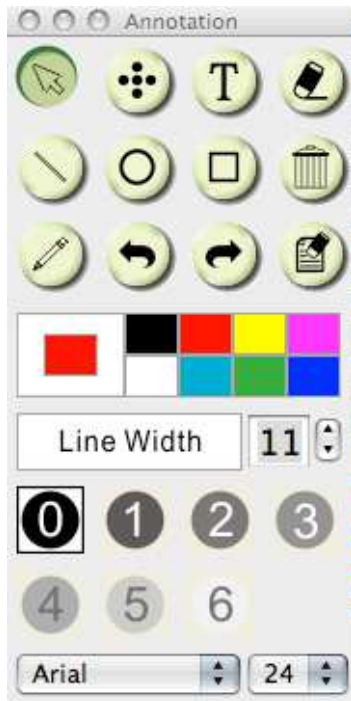 Annotation
T
Line Width 11
0 1 2 3
4 5 6
Arial 24